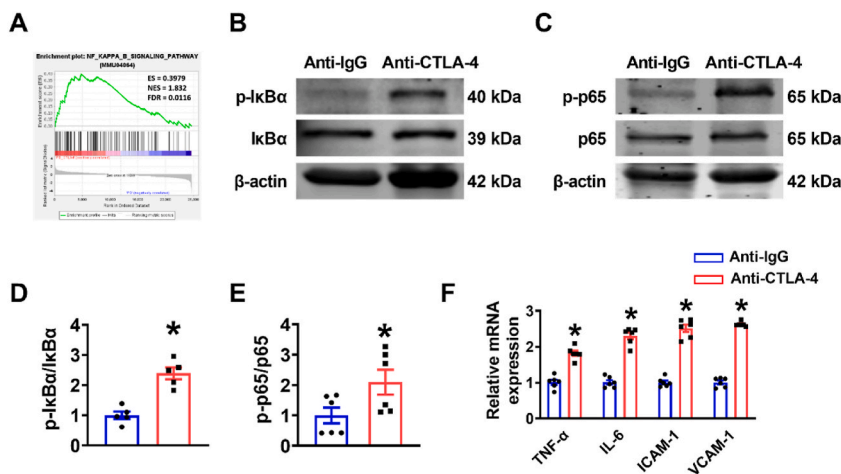 A
Enrichment plot: NF_KAPPA_B_SIGNALING_PATHWAY
(MMU04064)
ES = 0.3979
NES = 1.832
FDR = 0.0116
B
Anti-IgG Anti-CTLA-4
p-IκBα 40 kDa
IκBα 39 kDa
β-actin 42 kDa
C
Anti-IgG Anti-CTLA-4
p-p65 65 kDa
p65 65 kDa
β-actin 42 kDa
Anti-IgG
Anti-CTLA-4
D
p-IκBα/IκBα
4
3
2
1
0
*
E
p-p65/p65
4
3
2
1
0
*
F
Relative mRNA
expression
3
2
1
0
* * * *
TNF-α IL-6 ICAM-1 VCAM-1